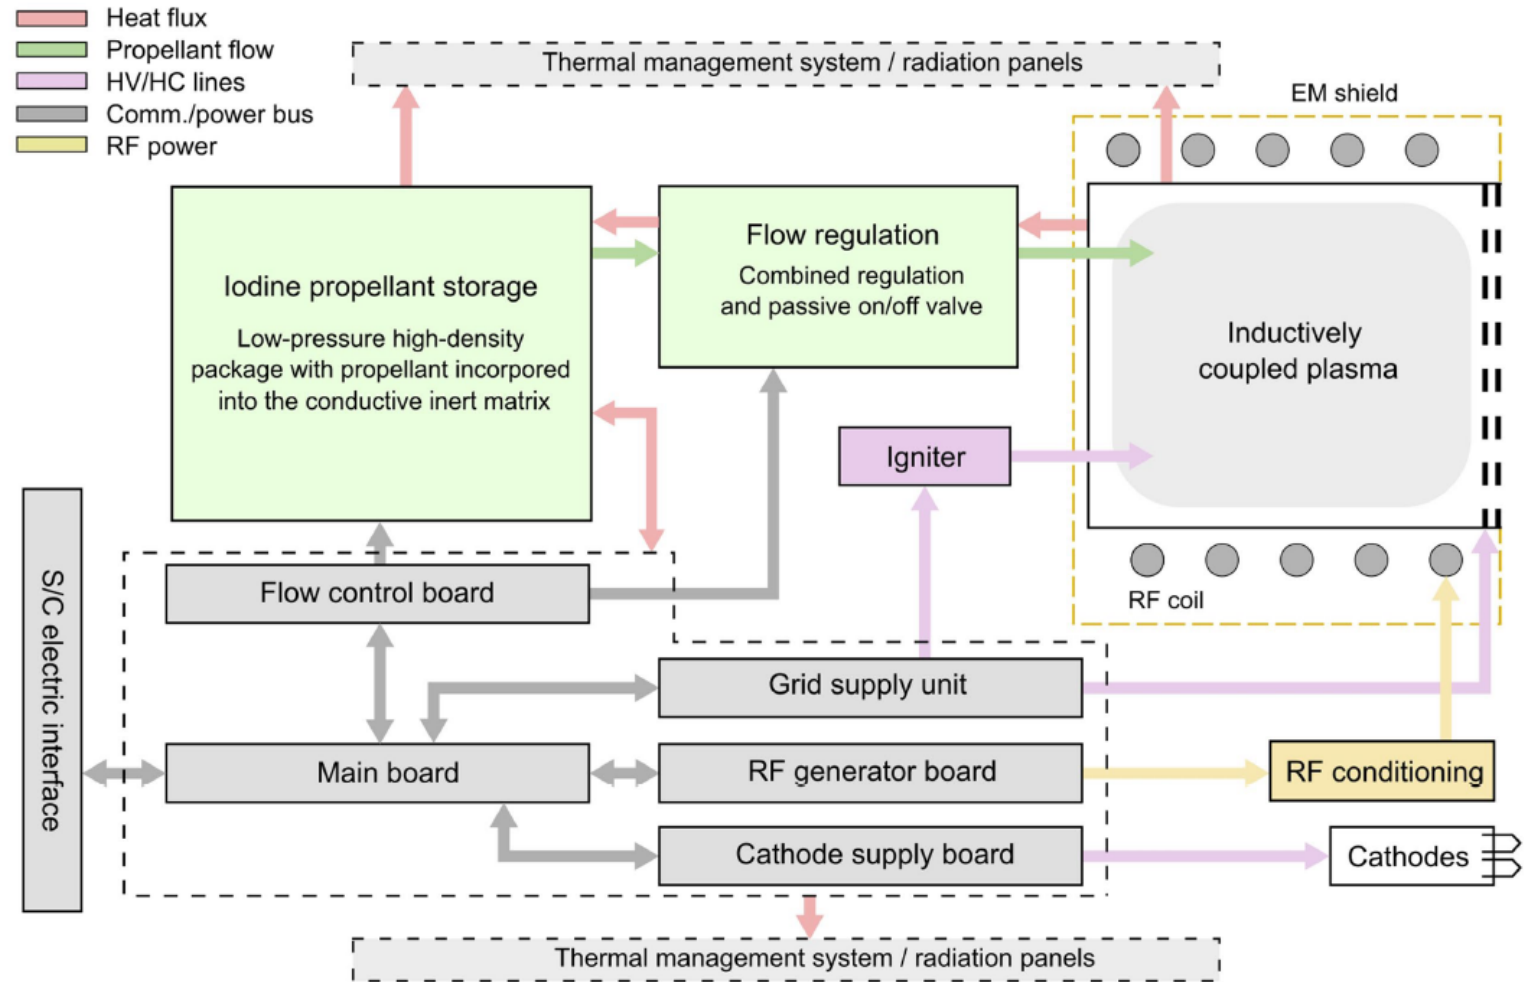 Heat flux
Propellant flow
HV/HC lines
Comm./power bus
RF power
Thermal management system / radiation panels
EM shield
Iodine propellant storage
Low-pressure high-density
package with propellant incorpored
into the conductive inert matrix
Flow regulation
Combined regulation
and passive on/off valve
Inductively
coupled plasma
Igniter
RF coil
S/C electric interface
Flow control board
Grid supply unit
Main board
RF generator board
RF conditioning
Cathode supply board
Cathodes
Thermal management system / radiation panels